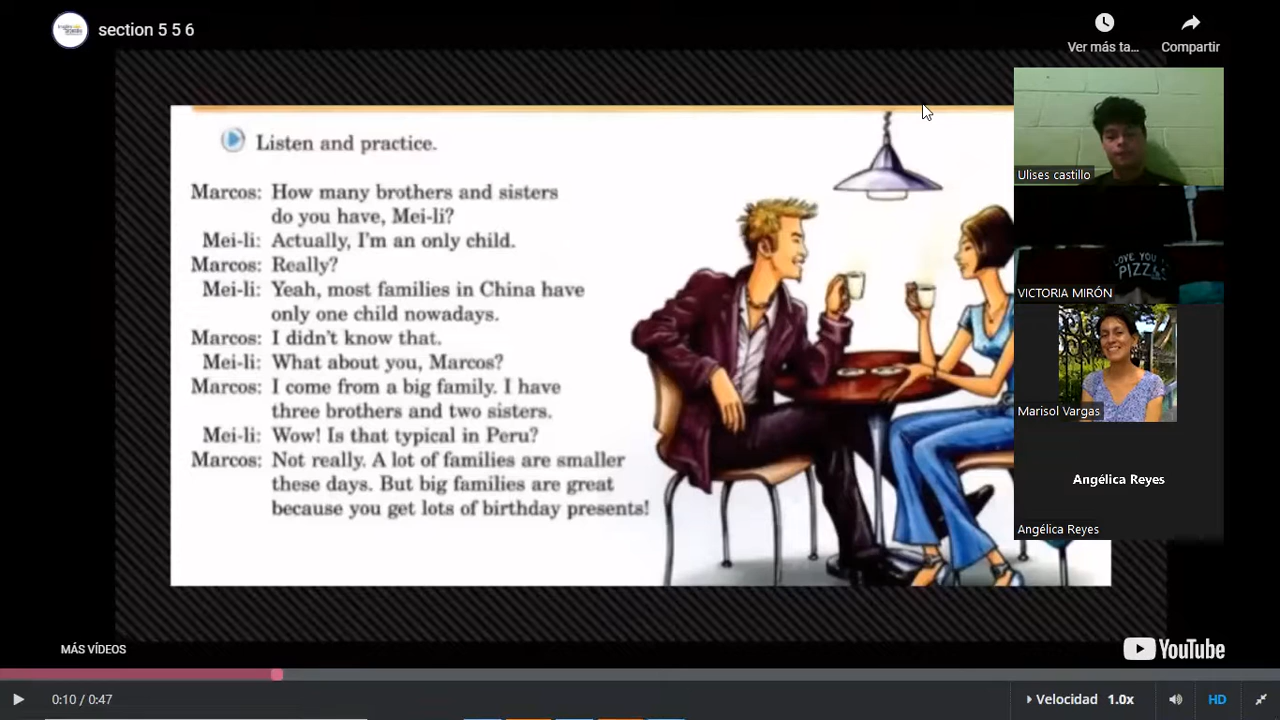 section 5 5 6
Ver más ta...
Compartir
Listen and practice.
Marcos: How many brothers and sisters
do you have, Mei-li?
Mei-li: Actually, I'm an only child.
Marcos: Really?
Mei-li: Yeah, most families in China have
only one child nowadays.
Marcos: I didn't know that.
Mei-li: What about you, Marcos?
Marcos: I come from a big family. I have
three brothers and two sisters.
Mei-li: Wow! Is that typical in Peru?
Marcos: Not really. A lot of families are smaller
these days. But big families are great
because you get lots of birthday presents!
Ulises castillo
LOVE YOU
PIZZ
VICTORIA MIRÓN
Marisol Vargas
Angélica Reyes
Angélica Reyes
MÁS VÍDEOS
YouTube
0:10 / 0:47
Velocidad 1.0x
HD